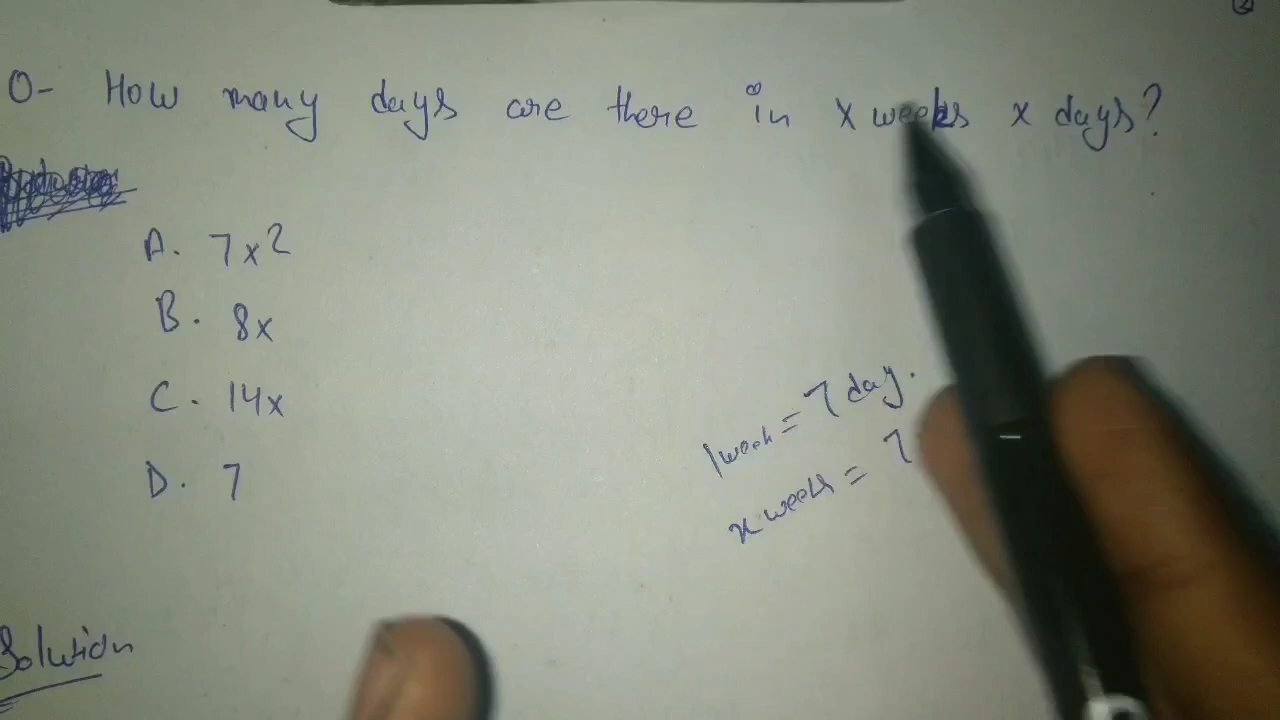 Q- How many days are there in x weeks x days?
A. 7x²
B. 8x
C. 14x
D. 7
1 week = 7 day.
x weeks = 7
Solution